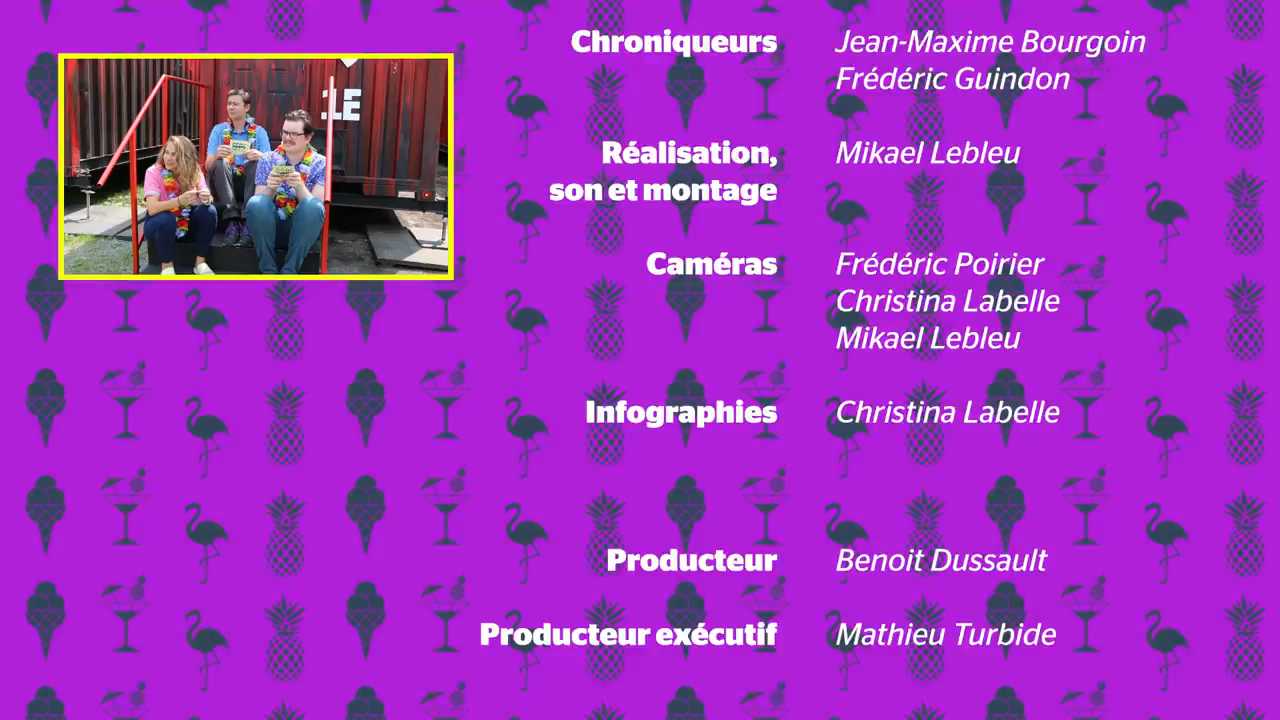 Chroniqueurs Jean-Maxime Bourgoin
Frédéric Guindon
Réalisation, Mikael Lebleu
son et montage
Caméras Frédéric Poirier
Christina Labelle
Mikael Lebleu
Infographies Christina Labelle
Producteur Benoit Dussault
Producteur exécutif Mathieu Turbide
1E